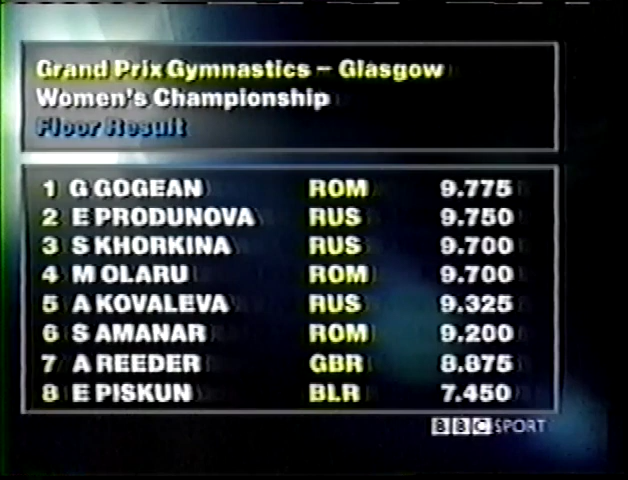 Grand Prix Gymnastics – Glasgow
Women's Championship
Floor Result
1 G GOGEAN ROM 9.775
2 E PRODUNOVA RUS 9.750
3 S KHORKINA RUS 9.700
4 M OLARU ROM 9.700
5 A KOVALEVA RUS 9.325
6 S AMANAR ROM 9.200
7 A REEDER GBR 8.875
8 E PISKUN BLR 7.450
BBC SPORT